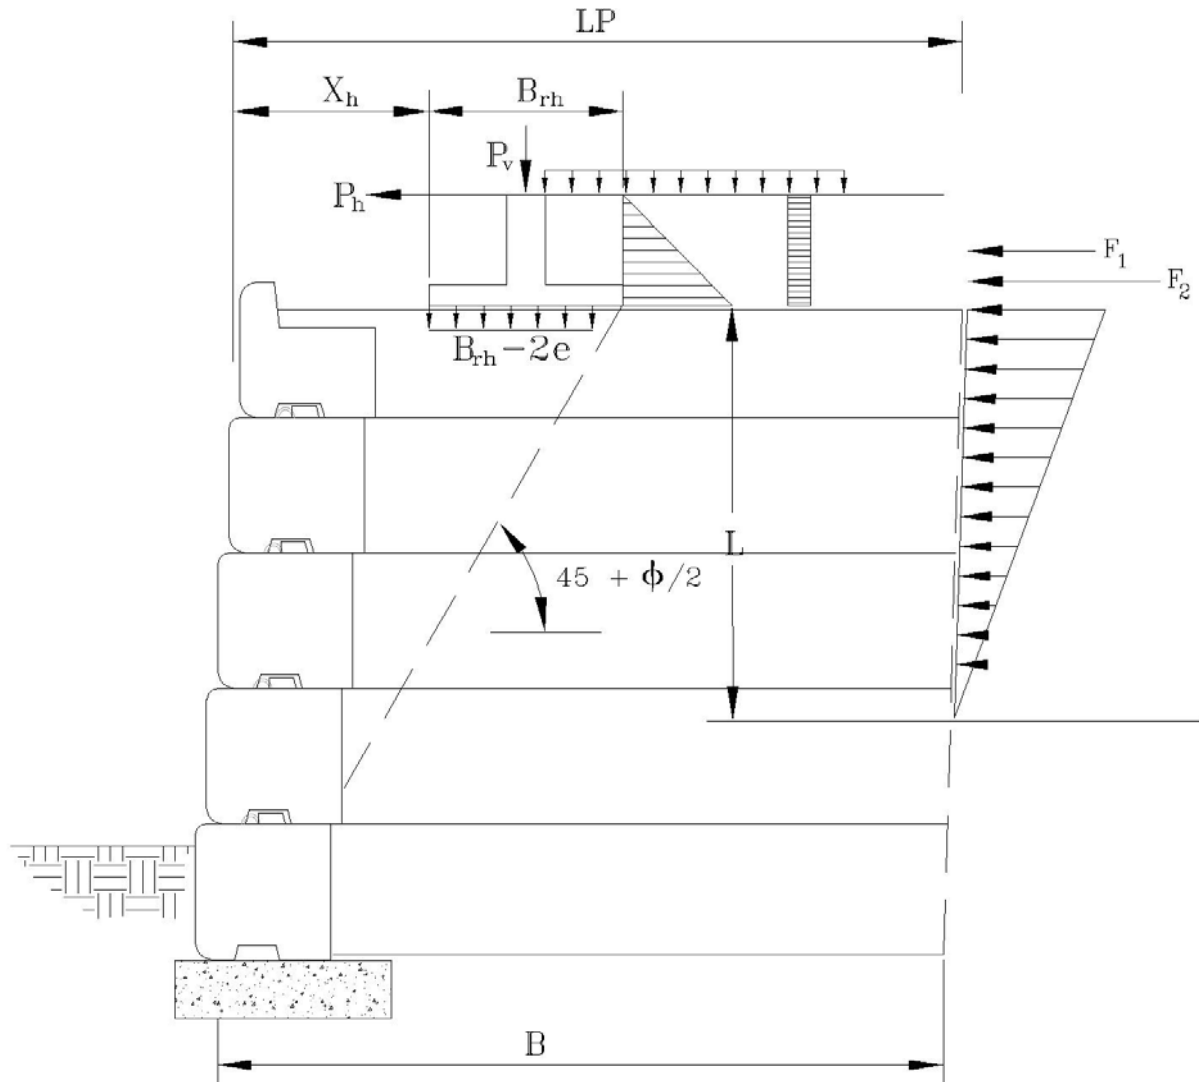 LP
X_h
B_rh
P_v
P_h
F_1
F_2
B_rh-2e
L
45 + ϕ/2
B